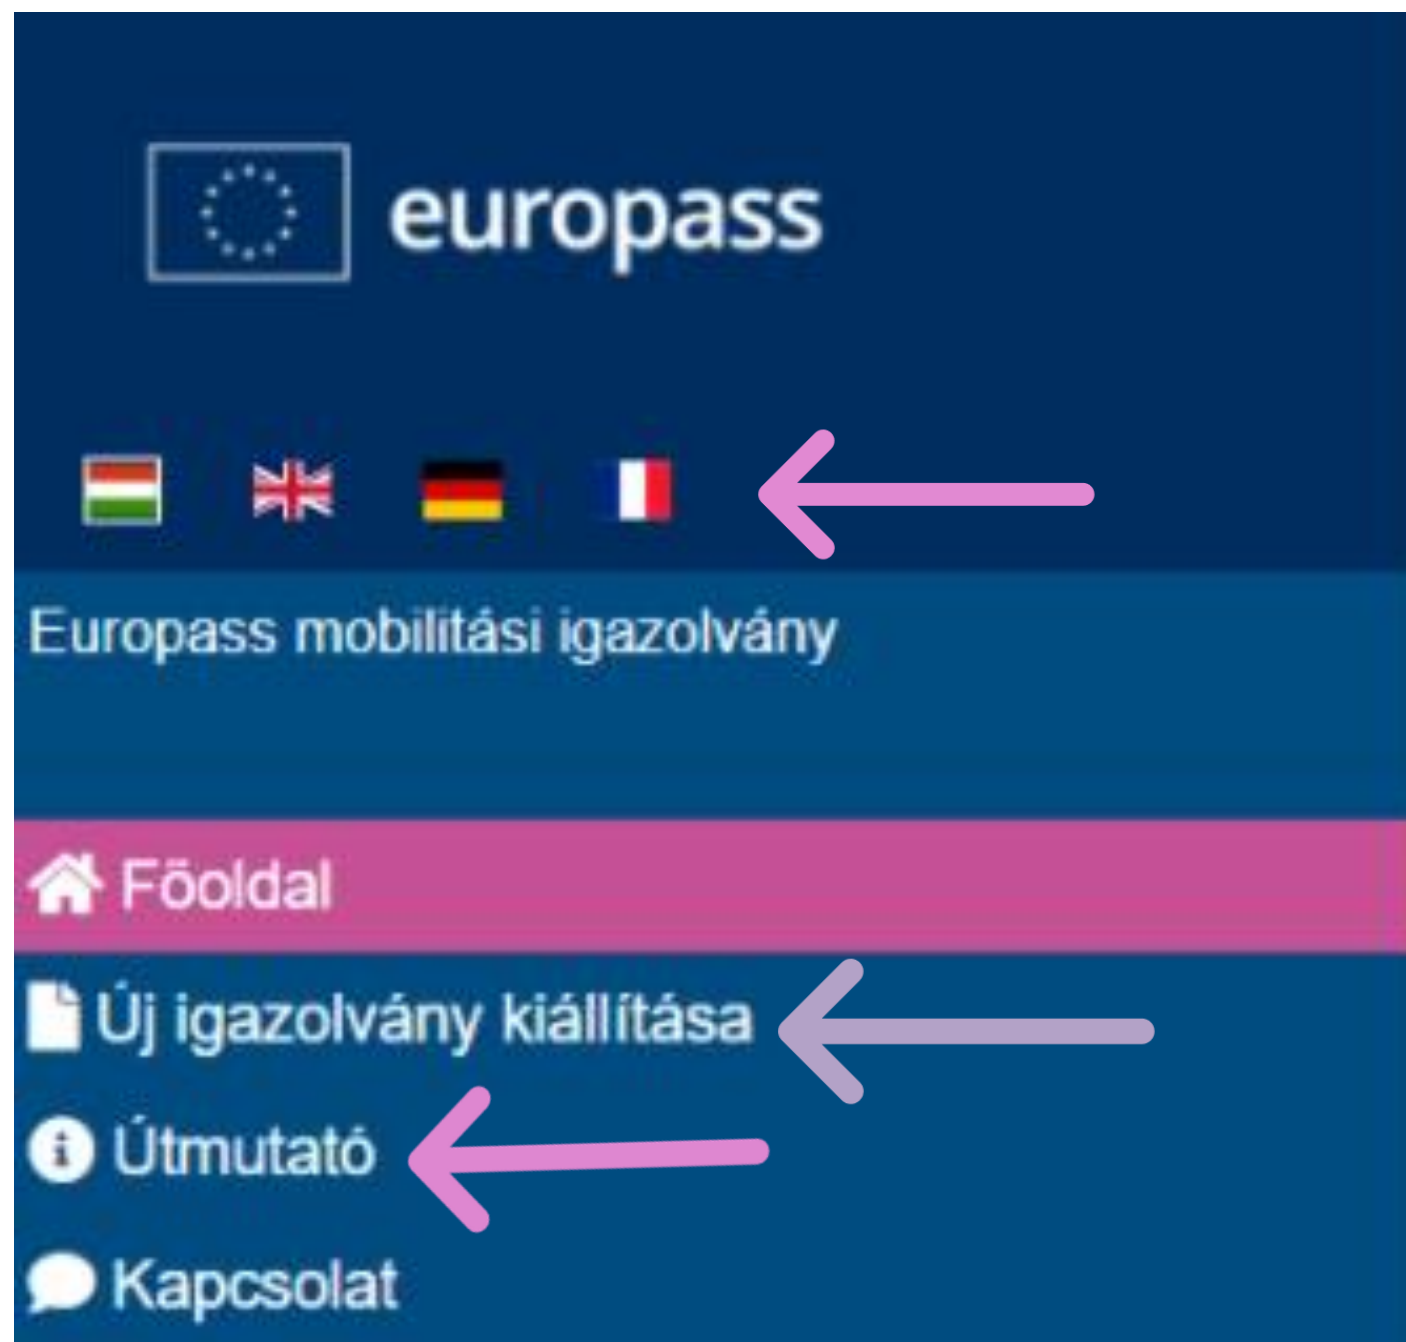 europass
Europass mobilitási igazolvány
Főoldal
Új igazolvány kiállítása
Útmutató
Kapcsolat